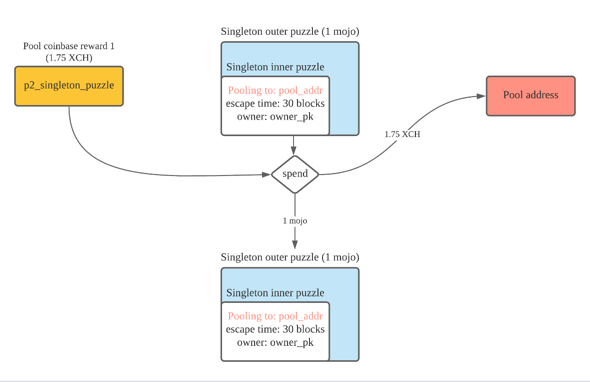 Pool coinbase reward 1
(1.75 XCH)
p2_singleton_puzzle
Singleton outer puzzle (1 mojo)
Singleton inner puzzle
Pooling to: pool_addr
escape time: 30 blocks
owner: owner_pk
Pool address
1.75 XCH
spend
1 mojo
Singleton outer puzzle (1 mojo)
Singleton inner puzzle
Pooling to: pool_addr
escape time: 30 blocks
owner: owner_pk